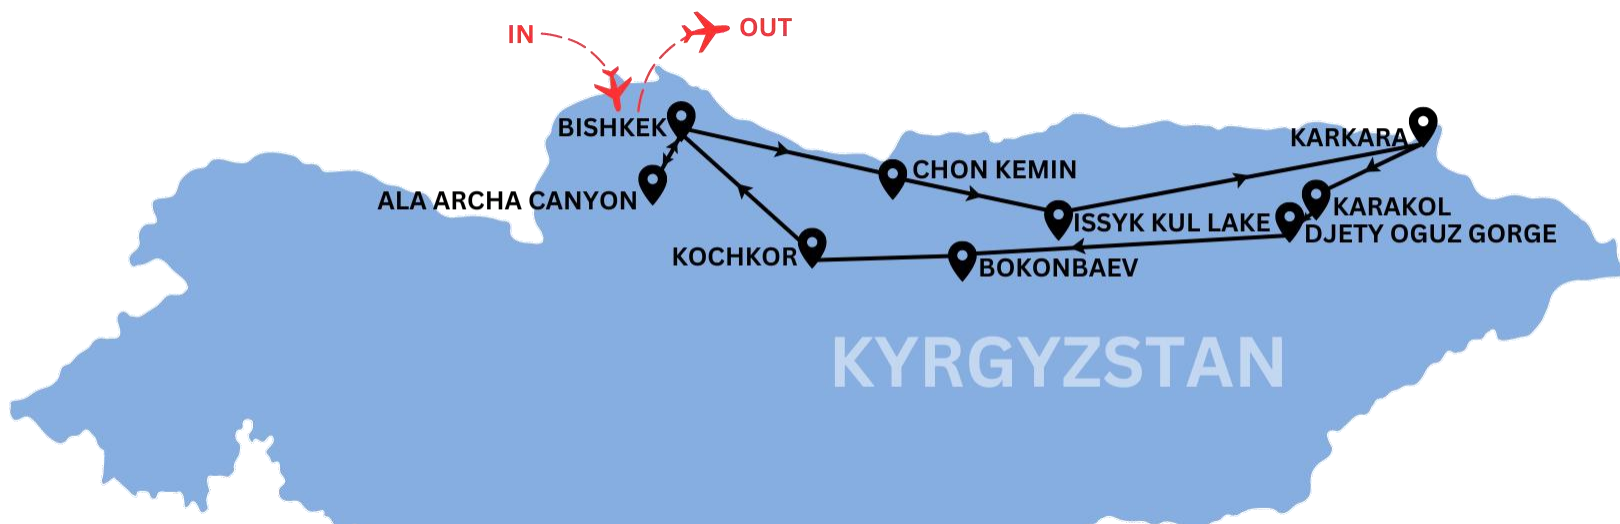 IN
OUT
BISHKEK
KARKARA
CHON KEMIN
ALA ARCHA CANYON
KARAKOL
ISSYK KUL LAKE
DJETY OGUZ GORGE
KOCHKOR
BOKONBAEV
KYRGYZSTAN